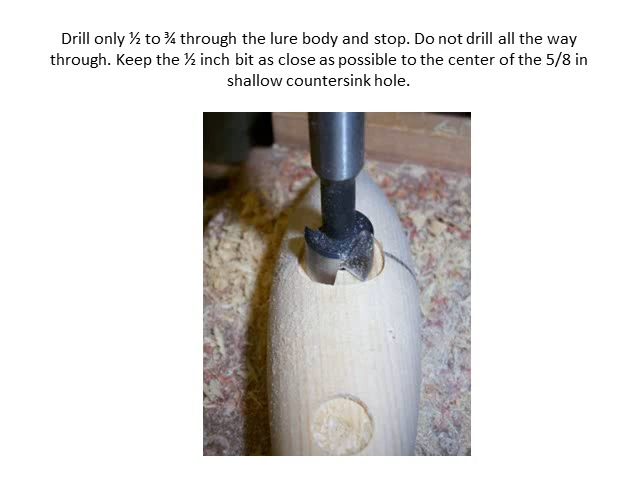 Drill only ½ to ¾ through the lure body and stop. Do not drill all the way
through. Keep the ½ inch bit as close as possible to the center of the 5/8 in
shallow countersink hole.